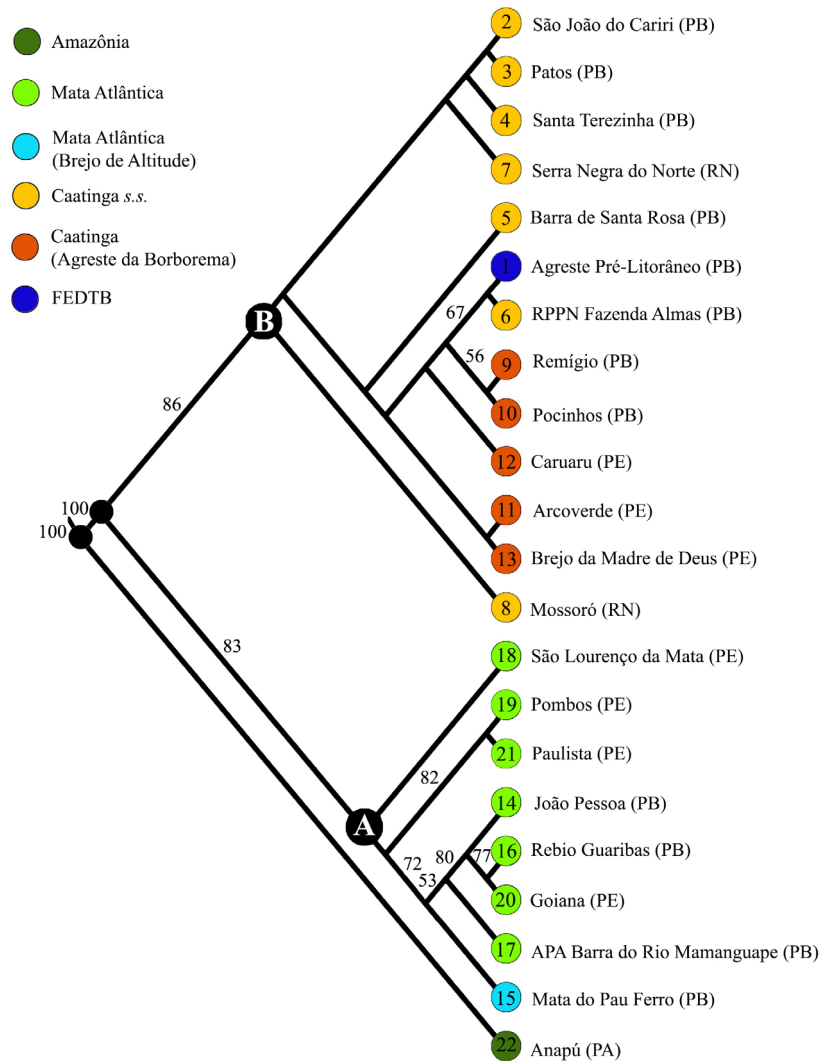 Amazônia
Mata Atlântica
Mata Atlântica
(Brejo de Altitude)
Caatinga s.s.
Caatinga
(Agreste da Borborema)
FEDTB
2 São João do Cariri (PB)
3 Patos (PB)
4 Santa Terezinha (PB)
7 Serra Negra do Norte (RN)
5 Barra de Santa Rosa (PB)
1 Agreste Pré-Litorâneo (PB)
67
6 RPPN Fazenda Almas (PB)
B
56
9 Remígio (PB)
10 Pocinhos (PB)
86
12 Caruaru (PE)
11 Arcoverde (PE)
100
100
13 Brejo da Madre de Deus (PE)
8 Mossoró (RN)
83
18 São Lourenço da Mata (PE)
19 Pombos (PE)
21 Paulista (PE)
82
14 João Pessoa (PB)
A
16 Rebio Guaribas (PB)
72
80
77
53
20 Goiana (PE)
17 APA Barra do Rio Mamanguape (PB)
15 Mata do Pau Ferro (PB)
22 Anapú (PA)